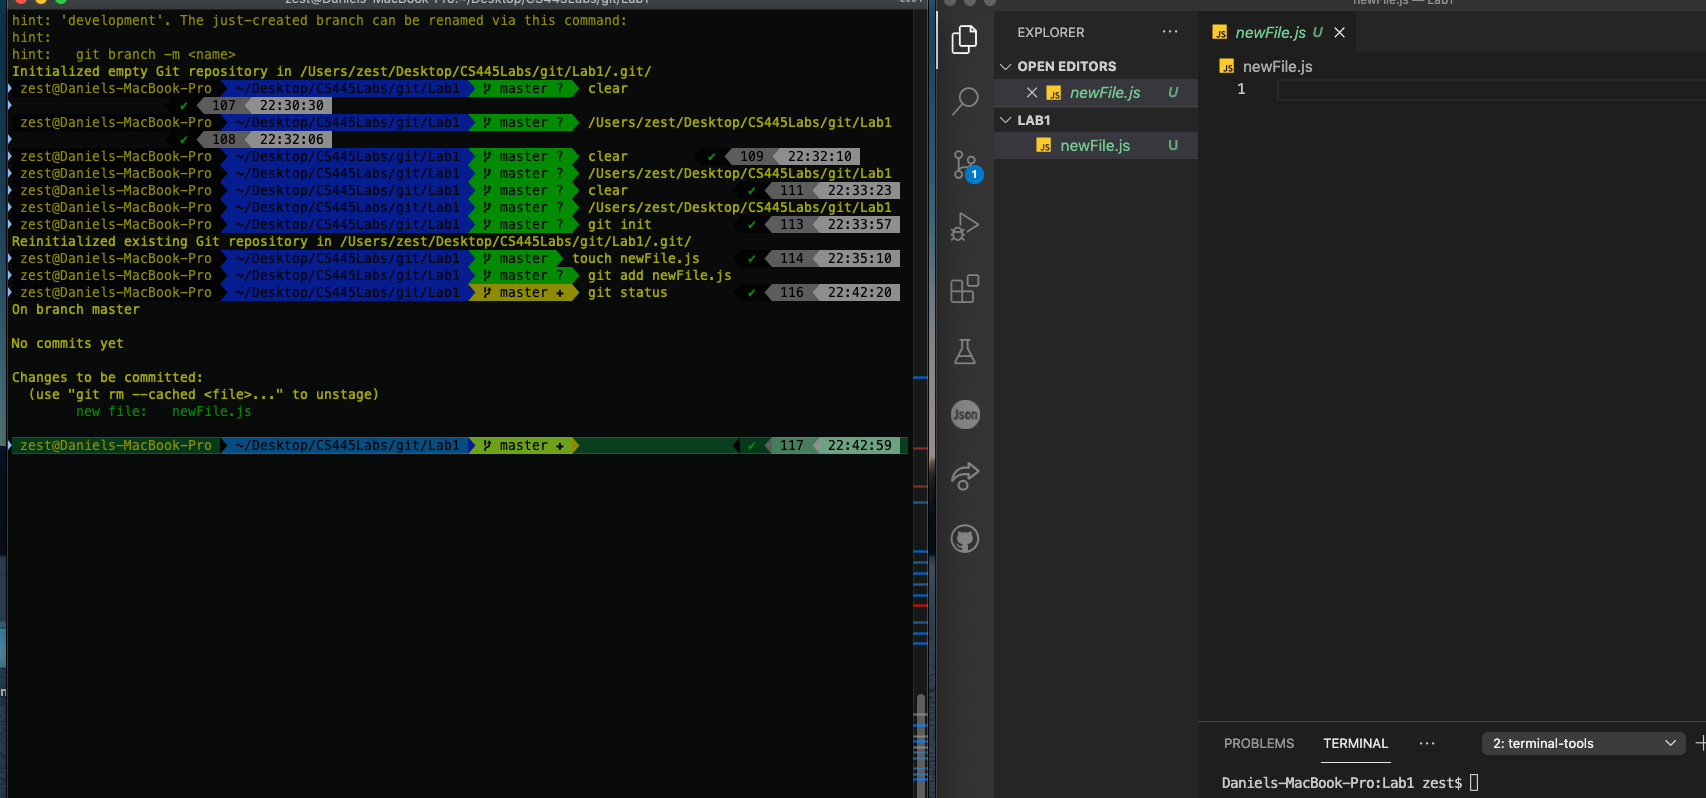 zest@Daniels-MacBook-Pro:~/Desktop/CS445Labs/git/Lab1
hint: 'development'. The just-created branch can be renamed via this command:
hint:
hint:   git branch -m <name>
Initialized empty Git repository in /Users/zest/Desktop/CS445Labs/git/Lab1/.git/
zest@Daniels-MacBook-Pro ~/Desktop/CS445Labs/git/Lab1 master ? clear
✔ 107 22:30:30
zest@Daniels-MacBook-Pro ~/Desktop/CS445Labs/git/Lab1 master ? /Users/zest/Desktop/CS445Labs/git/Lab1
✔ 108 22:32:06
zest@Daniels-MacBook-Pro ~/Desktop/CS445Labs/git/Lab1 master ? clear ✔ 109 22:32:10
zest@Daniels-MacBook-Pro ~/Desktop/CS445Labs/git/Lab1 master ? /Users/zest/Desktop/CS445Labs/git/Lab1
zest@Daniels-MacBook-Pro ~/Desktop/CS445Labs/git/Lab1 master ? clear ✔ 111 22:33:23
zest@Daniels-MacBook-Pro ~/Desktop/CS445Labs/git/Lab1 master ? /Users/zest/Desktop/CS445Labs/git/Lab1
zest@Daniels-MacBook-Pro ~/Desktop/CS445Labs/git/Lab1 master ? git init ✔ 113 22:33:57
Reinitialized existing Git repository in /Users/zest/Desktop/CS445Labs/git/Lab1/.git/
zest@Daniels-MacBook-Pro ~/Desktop/CS445Labs/git/Lab1 master touch newFile.js ✔ 114 22:35:10
zest@Daniels-MacBook-Pro ~/Desktop/CS445Labs/git/Lab1 master ? git add newFile.js
zest@Daniels-MacBook-Pro ~/Desktop/CS445Labs/git/Lab1 master + git status ✔ 116 22:42:20
On branch master
No commits yet
Changes to be committed:
(use "git rm --cached <file>..." to unstage)
new file:   newFile.js
zest@Daniels-MacBook-Pro ~/Desktop/CS445Labs/git/Lab1 master + ✔ 117 22:42:59
newFile.js — Lab1
EXPLORER ···
OPEN EDITORS
newFile.js U
LAB1
newFile.js U
1
Json
newFile.js U
newFile.js
1
PROBLEMS TERMINAL ··· 2: terminal-tools
Daniels-MacBook-Pro:Lab1 zest$